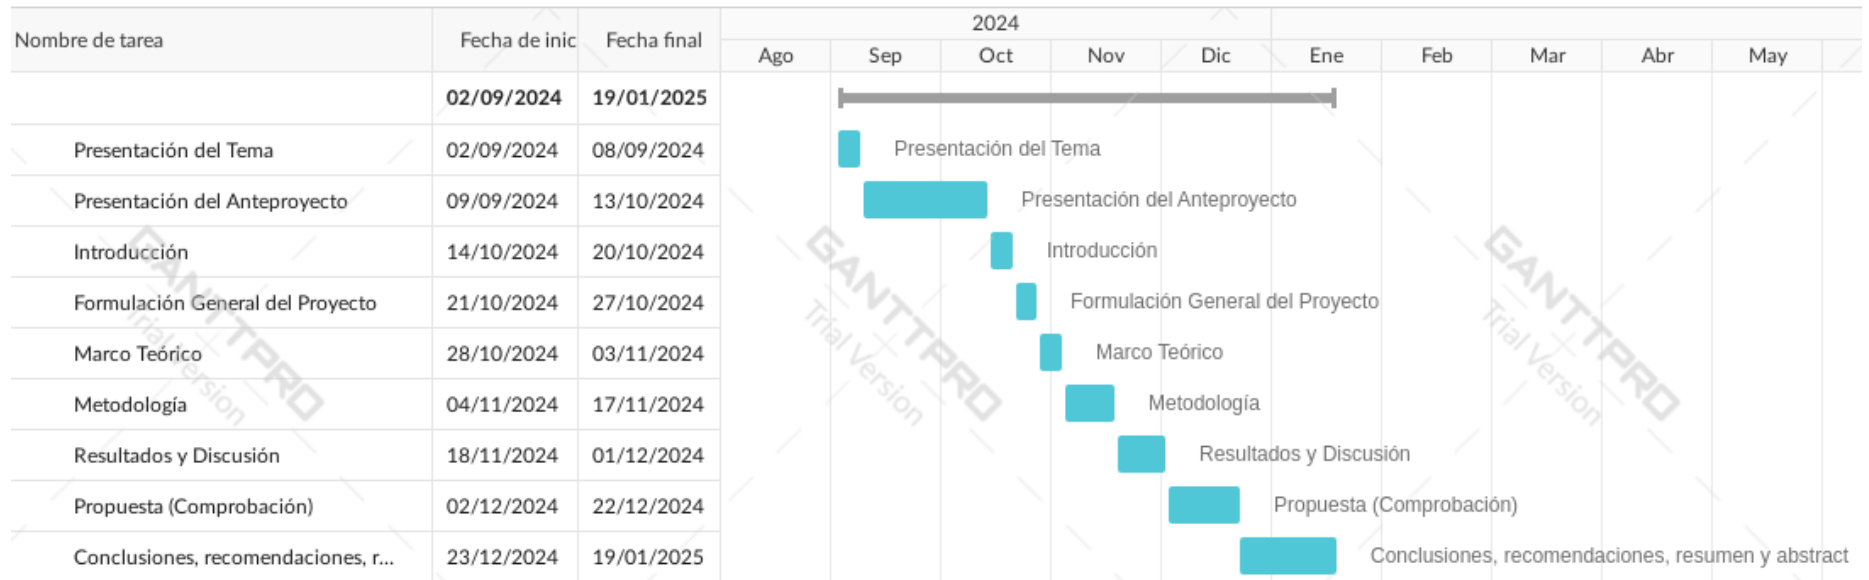 Nombre de tarea Fecha de inic Fecha final 2024
Ago Sep Oct Nov Dic Ene Feb Mar Abr May
02/09/2024 19/01/2025
Presentación del Tema 02/09/2024 08/09/2024 Presentación del Tema
Presentación del Anteproyecto 09/09/2024 13/10/2024 Presentación del Anteproyecto
Introducción 14/10/2024 20/10/2024 Introducción
Formulación General del Proyecto 21/10/2024 27/10/2024 Formulación General del Proyecto
Marco Teórico 28/10/2024 03/11/2024 Marco Teórico
Metodología 04/11/2024 17/11/2024 Metodología
Resultados y Discusión 18/11/2024 01/12/2024 Resultados y Discusión
Propuesta (Comprobación) 02/12/2024 22/12/2024 Propuesta (Comprobación)
Conclusiones, recomendaciones, r... 23/12/2024 19/01/2025 Conclusiones, recomendaciones, resumen y abstract
GANTTPRO
Trial Version
GANTTPRO
Trial Version
GANTTPRO
Trial Version